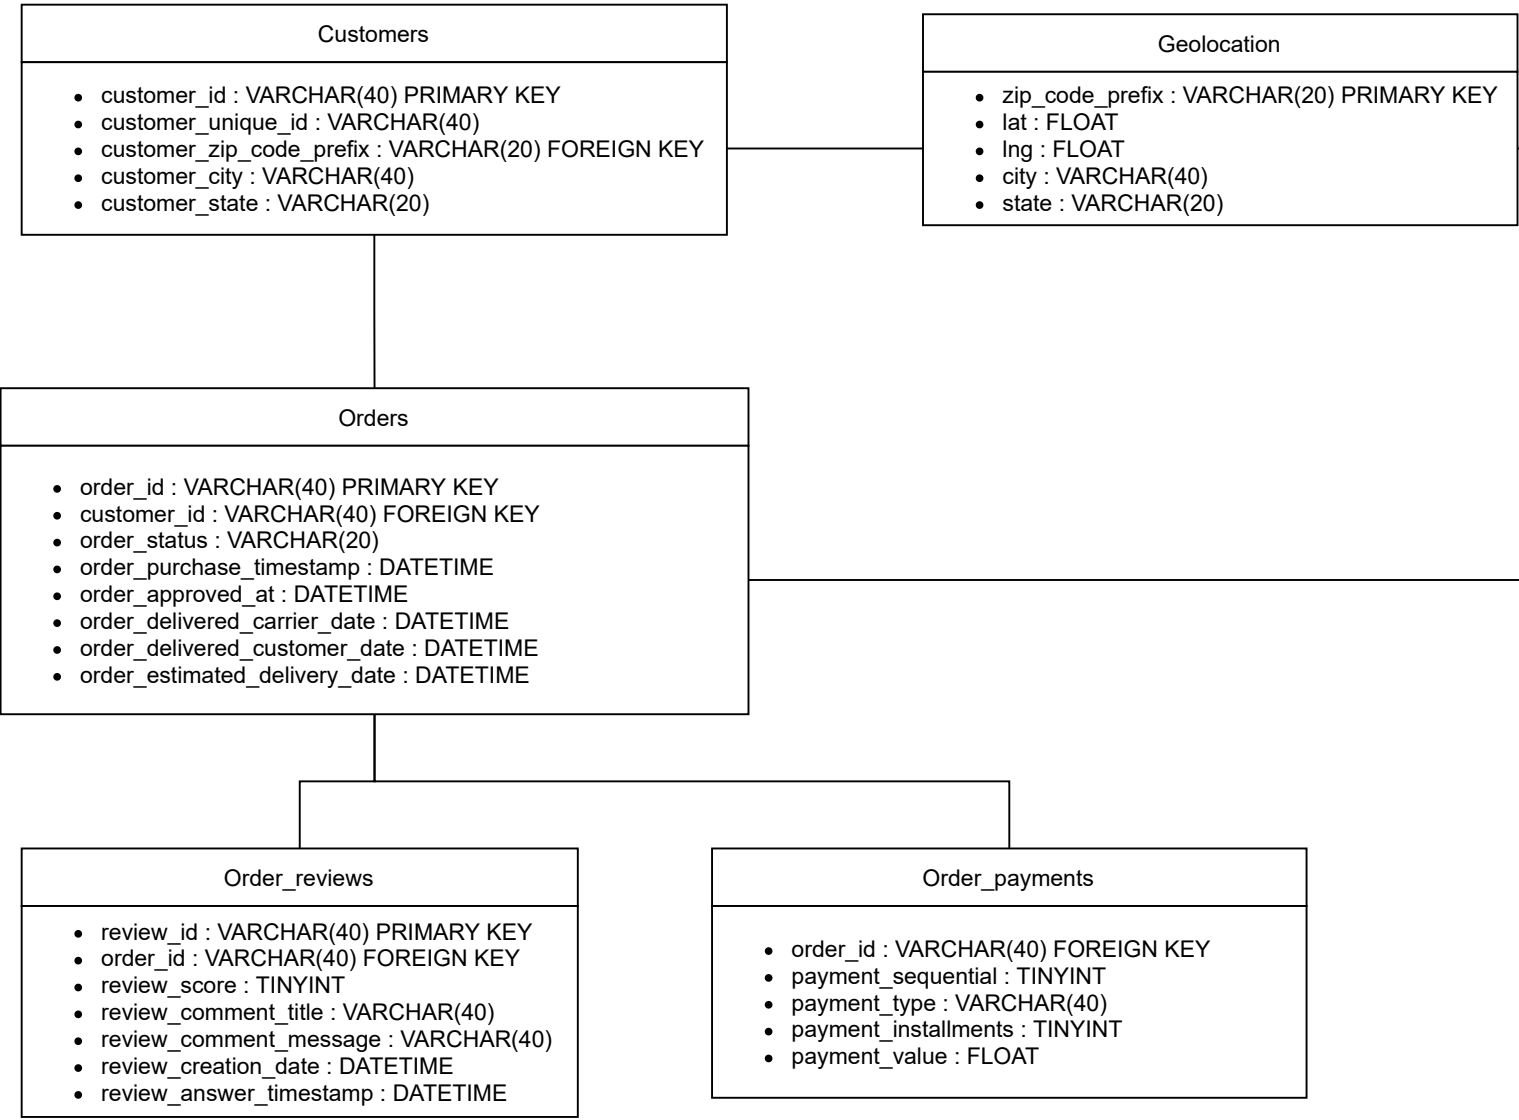 Customers
customer_id : VARCHAR(40) PRIMARY KEY
customer_unique_id : VARCHAR(40)
customer_zip_code_prefix : VARCHAR(20) FOREIGN KEY
customer_city : VARCHAR(40)
customer_state : VARCHAR(20)
Geolocation
zip_code_prefix : VARCHAR(20) PRIMARY KEY
lat : FLOAT
lng : FLOAT
city : VARCHAR(40)
state : VARCHAR(20)
Orders
order_id : VARCHAR(40) PRIMARY KEY
customer_id : VARCHAR(40) FOREIGN KEY
order_status : VARCHAR(20)
order_purchase_timestamp : DATETIME
order_approved_at : DATETIME
order_delivered_carrier_date : DATETIME
order_delivered_customer_date : DATETIME
order_estimated_delivery_date : DATETIME
Order_reviews
review_id : VARCHAR(40) PRIMARY KEY
order_id : VARCHAR(40) FOREIGN KEY
review_score : TINYINT
review_comment_title : VARCHAR(40)
review_comment_message : VARCHAR(40)
review_creation_date : DATETIME
review_answer_timestamp : DATETIME
Order_payments
order_id : VARCHAR(40) FOREIGN KEY
payment_sequential : TINYINT
payment_type : VARCHAR(40)
payment_installments : TINYINT
payment_value : FLOAT